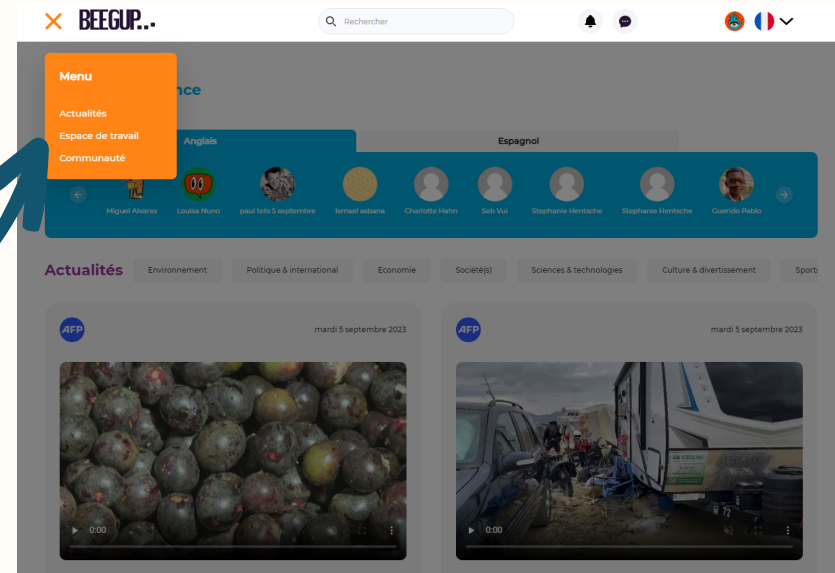 BEEGUP...
Rechercher
Menu
Actualités
Espace de travail
Communauté
nce
Anglais
Espagnol
Miguel Alveres
Louisa Nuno
paul teta 5 septembre
Ismael asbana
Charlotte Hahn
Seb Vui
Stephanie Hentsche
Stephanie Hentsche
Guerido Pablo
Actualités
Environnement
Politique & international
Economie
Société(s)
Sciences & technologies
Culture & divertissement
Sports
AFP
mardi 5 septembre 2023
AFP
mardi 5 septembre 2023
0:00
0:00